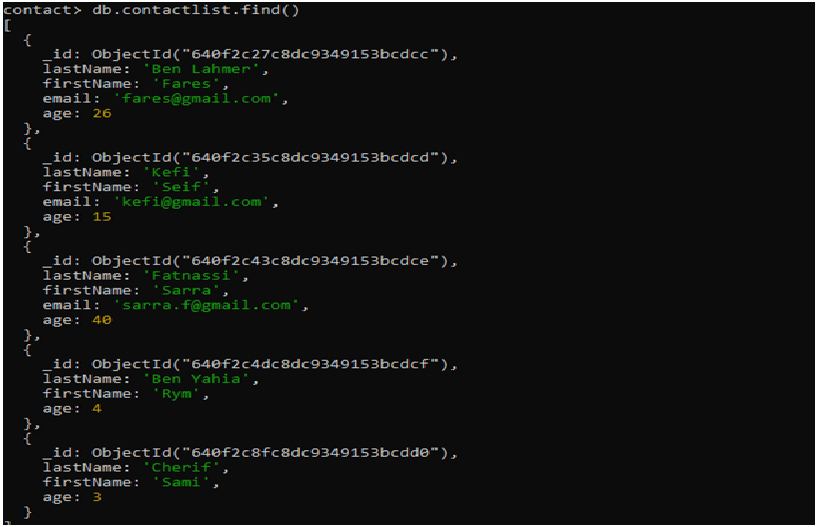 contact> db.contactlist.find()
[
{
_id: ObjectId("640f2c27c8dc9349153bcdcc"),
lastName: 'Ben Lahmer',
firstName: 'Fares',
email: 'fares@gmail.com',
age: 26
},
{
_id: ObjectId("640f2c35c8dc9349153bcdcd"),
lastName: 'Kefi',
firstName: 'Seif',
email: 'kefi@gmail.com',
age: 15
},
{
_id: ObjectId("640f2c43c8dc9349153bcdce"),
lastName: 'Fatnassi',
firstName: 'Sarra',
email: 'sarra.f@gmail.com',
age: 40
},
{
_id: ObjectId("640f2c4dc8dc9349153bcdcf"),
lastName: 'Ben Yahia',
firstName: 'Rym',
age: 4
},
{
_id: ObjectId("640f2c8fc8dc9349153bcdd0"),
lastName: 'Cherif',
firstName: 'Sami',
age: 3
}
]